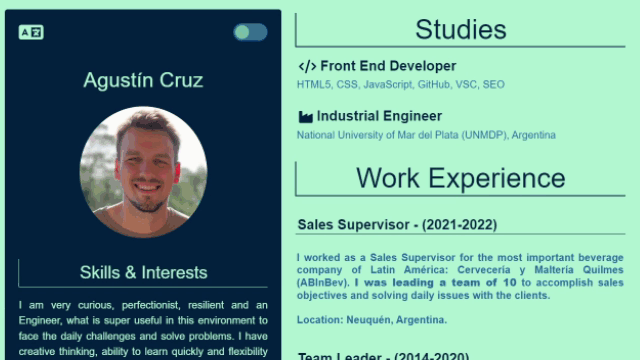 Agustín Cruz
Skills & Interests
I am very curious, perfectionist, resilient and an
Engineer, what is super useful in this environment to
face the daily challenges and solve problems. I have
creative thinking, ability to learn quickly and flexibility
Studies
</> Front End Developer
HTML5, CSS, JavaScript, GitHub, VSC, SEO
Industrial Engineer
National University of Mar del Plata (UNMDP), Argentina
Work Experience
Sales Supervisor - (2021-2022)
I worked as a Sales Supervisor for the most important beverage
company of Latin América: Cervecería y Maltería Quilmes
(ABInBev). I was leading a team of 10 to accomplish sales
objectives and solving daily issues with the clients.
Location: Neuquén, Argentina.
Team Leader - (2014-2020)